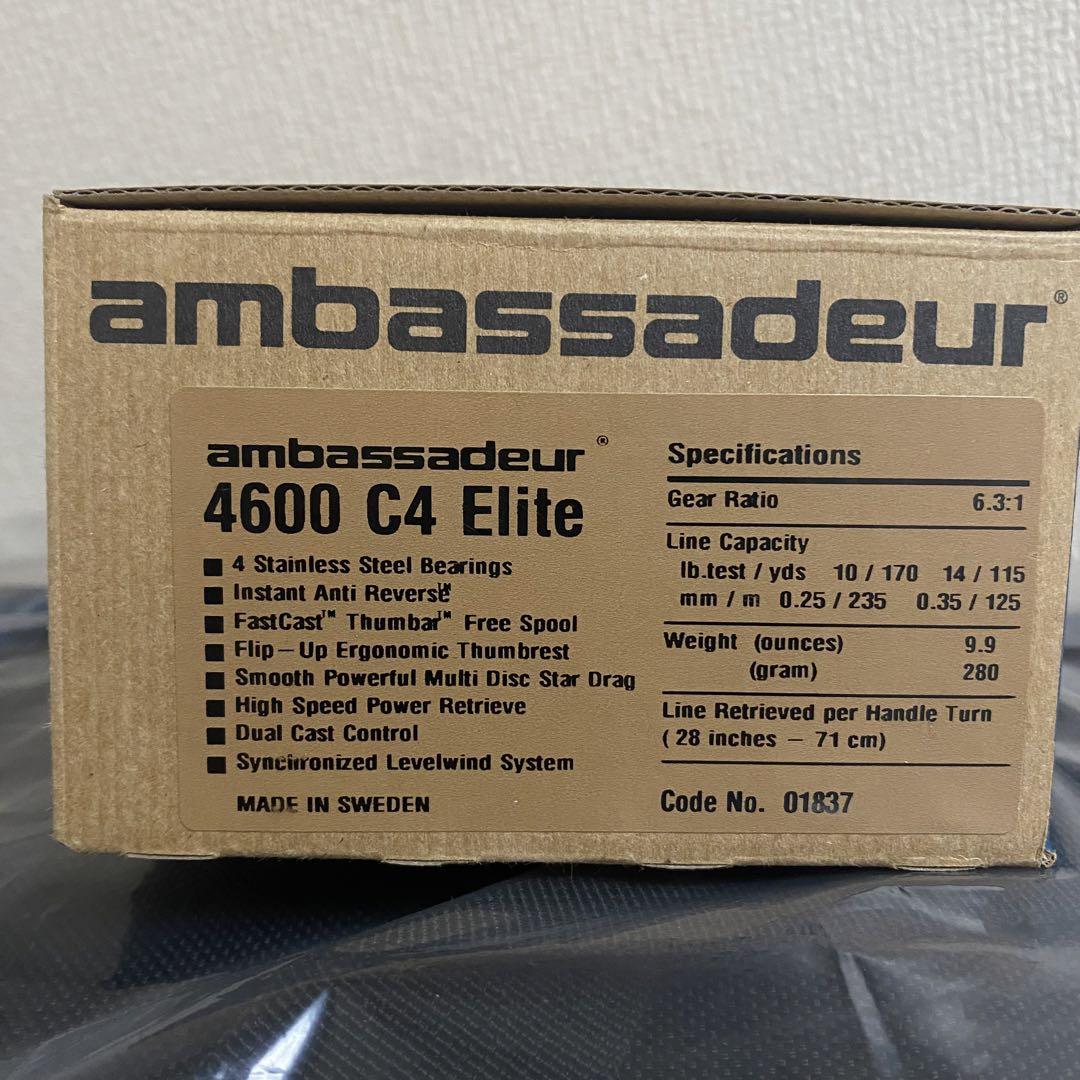 ambassadeur®
ambassadeur®
4600 C4 Elite
■ 4 Stainless Steel Bearings
■ Instant Anti Reverse™
■ FastCast™ Thumbar™ Free Spool
■ Flip-Up Ergonomic Thumbrest
■ Smooth Powerful Multi Disc Star Drag
■ High Speed Power Retrieve
■ Dual Cast Control
■ Synchronized Levelwind System
MADE IN SWEDEN
Specifications
Gear Ratio 6.3:1
Line Capacity
lb.test / yds 10 / 170 14 / 115
mm / m 0.25 / 235 0.35 / 125
Weight (ounces) 9.9
(gram) 280
Line Retrieved per Handle Turn
( 28 inches – 71 cm)
Code No. 01837